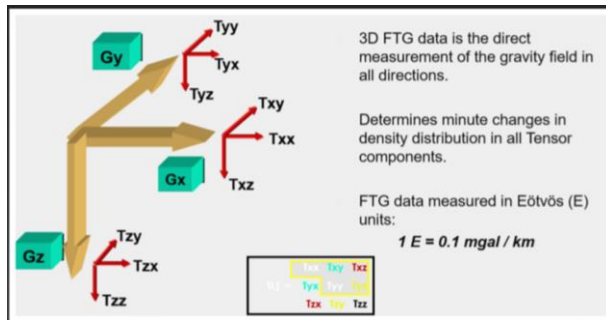 Tyy
Gy
Tyx
Tyz
Txy
Txx
Gx
Txz
Tzy
Gz
Tzx
Tzz
3D FTG data is the direct
measurement of the gravity field in
all directions.
Determines minute changes in
density distribution in all Tensor
components.
FTG data measured in Eötvös (E)
units:
1 E = 0.1 mgal / km
Txx Txy Txz
Tyx Tyy
Tzx Tzy Tzz